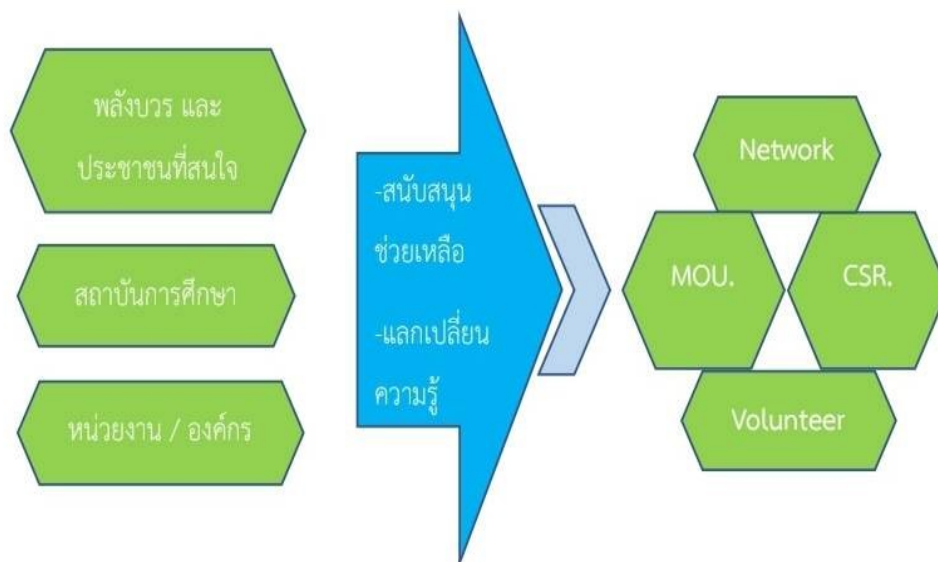 พลังบวร และ
ประชาชนที่สนใจ
สถาบันการศึกษา
หน่วยงาน / องค์กร
-สนับสนุน
ช่วยเหลือ
-แลกเปลี่ยน
ความรู้
Network
MOU.
CSR.
Volunteer